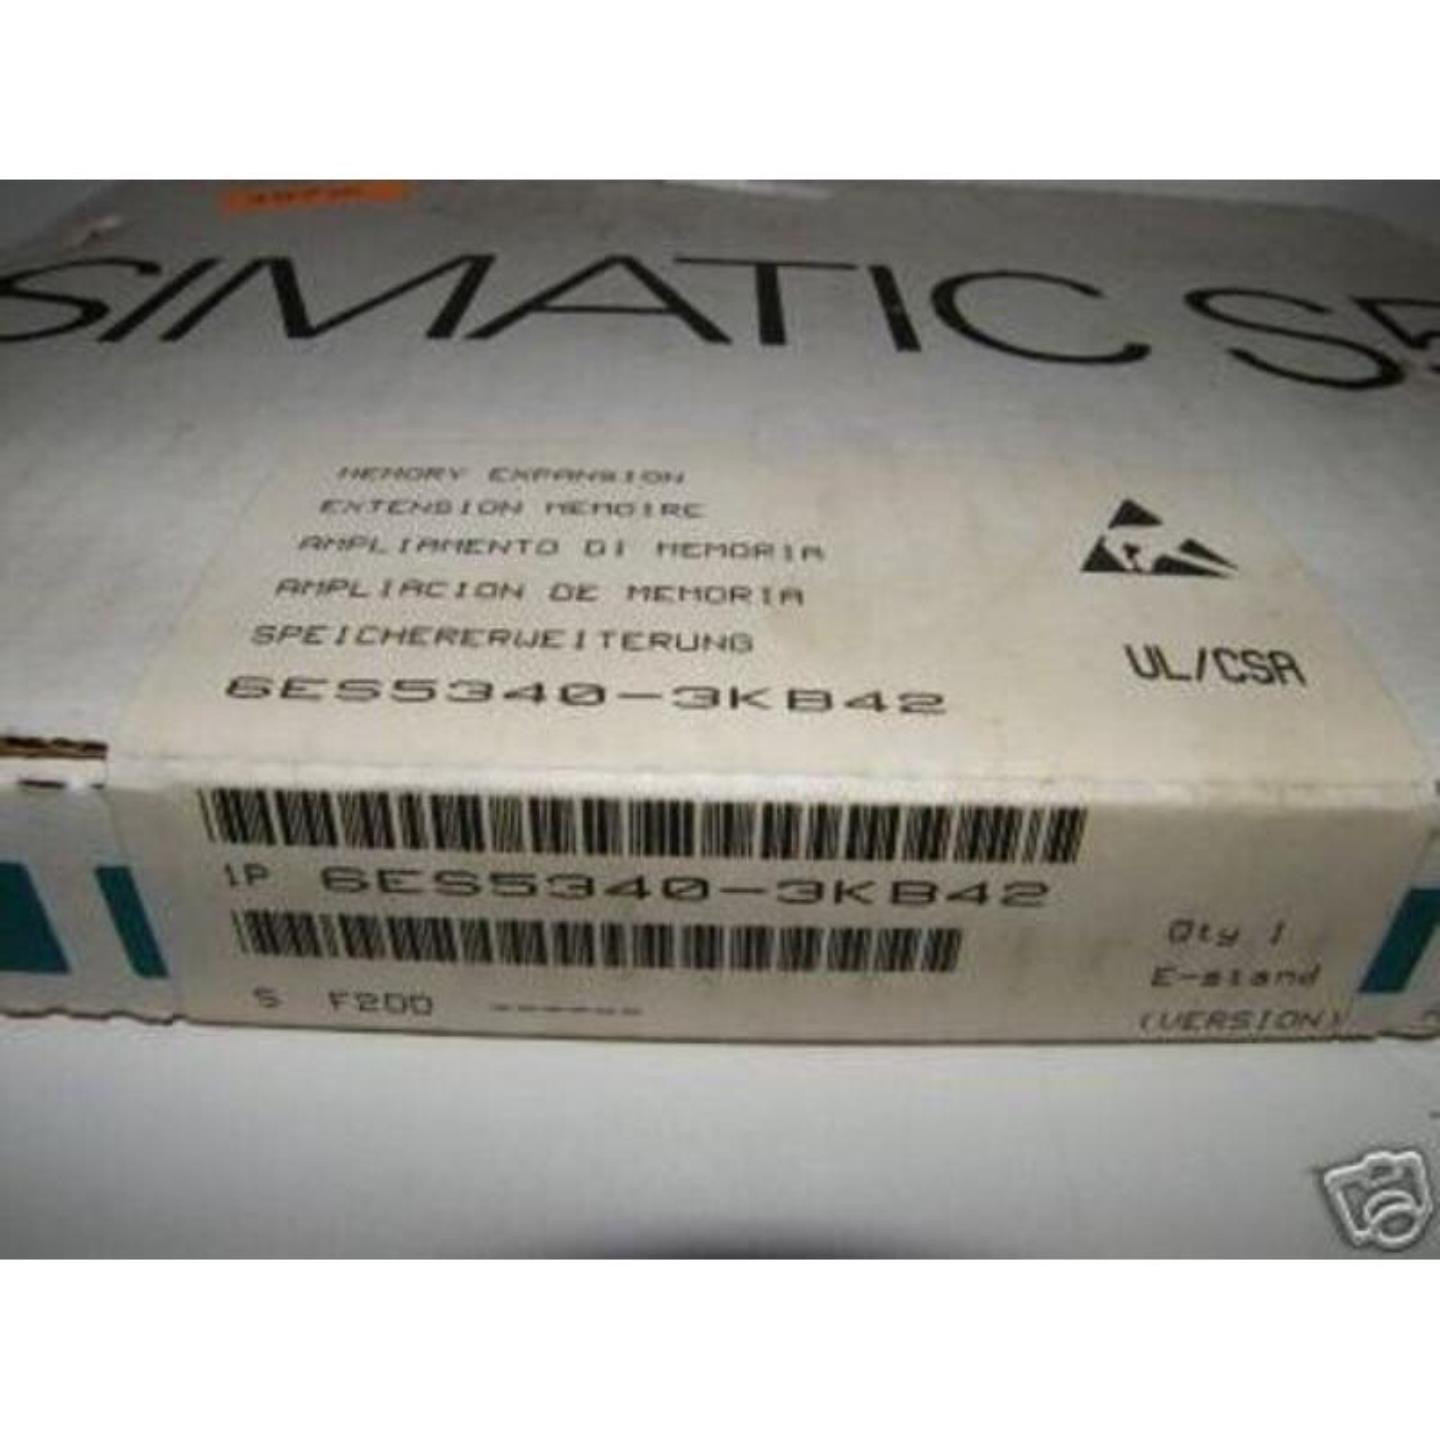 SIMATIC S5
MEMORY EXPANSION
EXTENSION MEMOIRE
AMPLIAMENTO DI MEMORIA
AMPLIACION DE MEMORIA
SPEICHERERWEITERUNG
6ES5340-3KB42
UL/CSA
1P 6ES5340-3KB42
S F200 ------
Qty 1
E-stand
(VERSION)